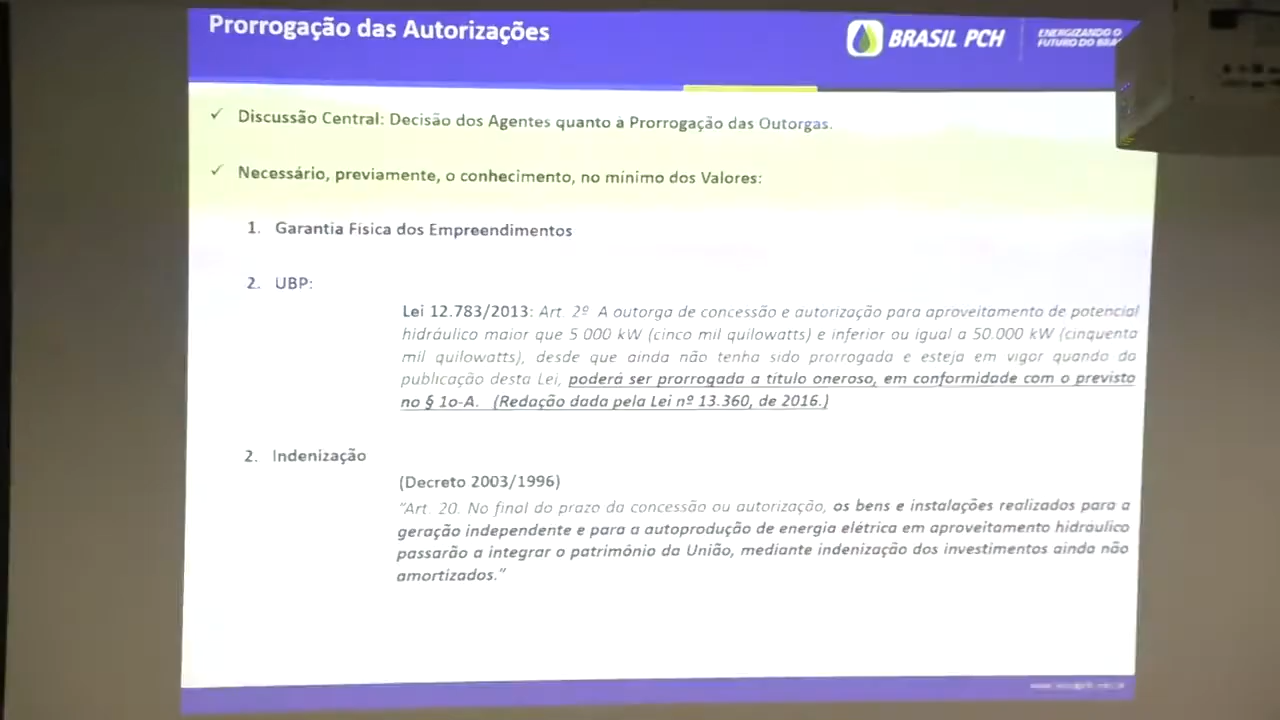 Prorrogação das Autorizações
BRASIL PCH
ENERGIZANDO O
FUTURO DO BRA
✓ Discussão Central: Decisão dos Agentes quanto à Prorrogação das Outorgas.
✓ Necessário, previamente, o conhecimento, no mínimo dos Valores:
1. Garantia Física dos Empreendimentos
2. UBP:
Lei 12.783/2013: Art. 2º A outorga de concessão e autorização para aproveitamento de potencial
hidráulico maior que 5.000 kW (cinco mil quilowatts) e inferior ou igual a 50.000 kW (cinquenta
mil quilowatts), desde que ainda não tenha sido prorrogada e esteja em vigor quando da
publicação desta Lei, poderá ser prorrogada a título oneroso, em conformidade com o previsto
no § 1o-A. (Redação dada pela Lei nº 13.360, de 2016.)
2. Indenização
(Decreto 2003/1996)
"Art. 20. No final do prazo da concessão ou autorização, os bens e instalações realizados para a
geração independente e para a autoprodução de energia elétrica em aproveitamento hidráulico
passarão a integrar o patrimônio da União, mediante indenização dos investimentos ainda não
amortizados."